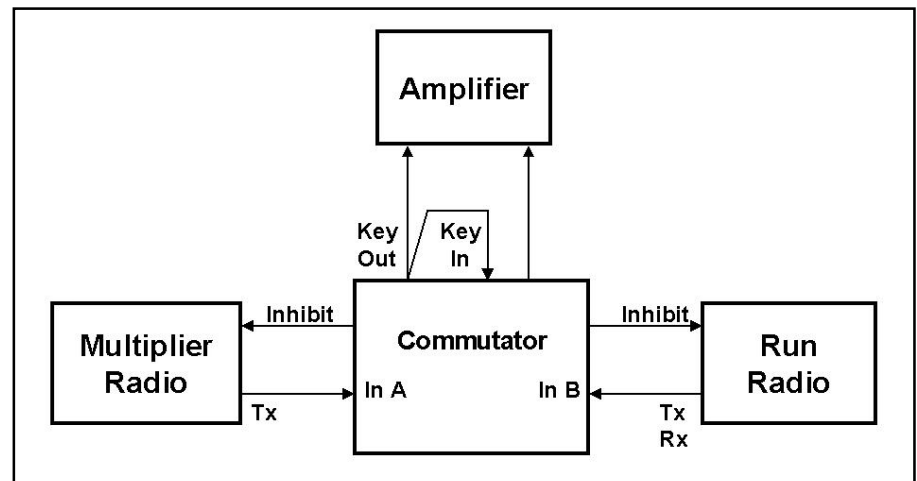 Amplifier
Key
Out
Key
In
Inhibit
Commutator
Inhibit
Multiplier
Radio
Run
Radio
In A
In B
Tx
Tx
Rx